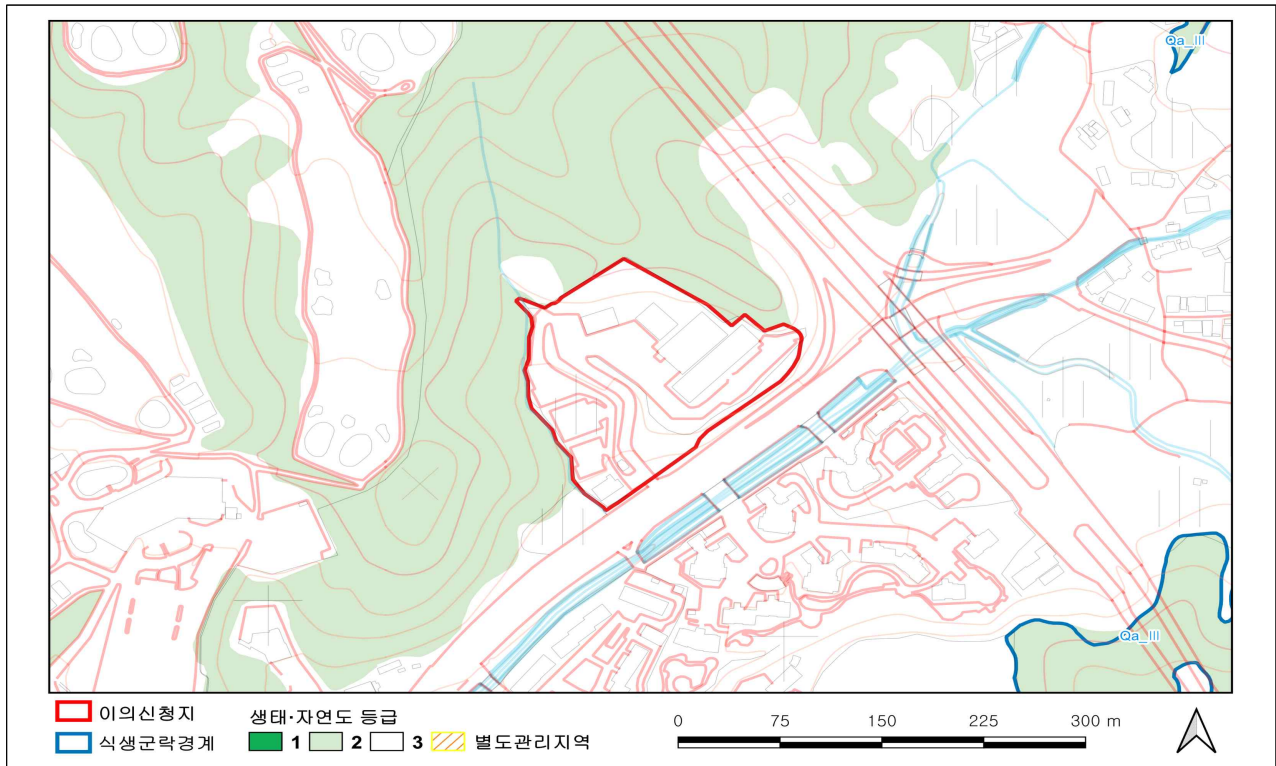 Qa_III
Qa_III
이의신청지
식생군락경계
생태·자연도 등급
1 2 3 별도관리지역
0 75 150 225 300 m